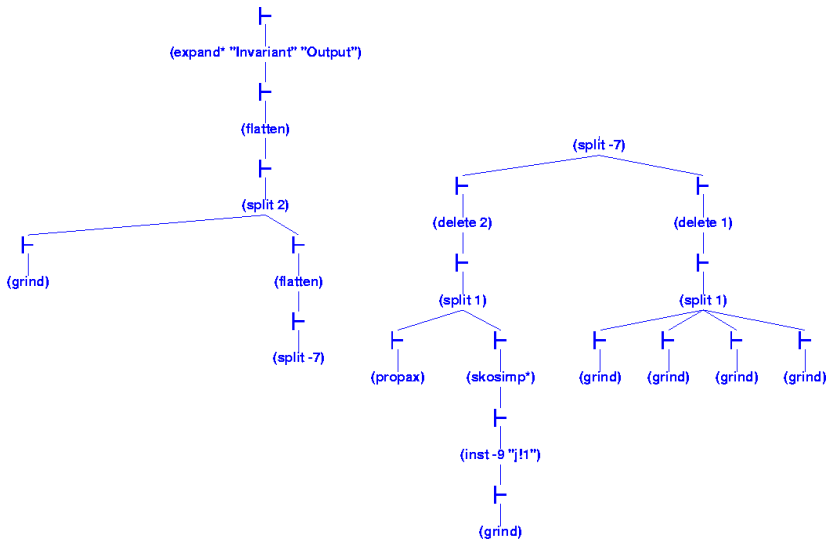 (expand* "Invariant" "Output")
(flatten)
(split 2)
(grind)
(flatten)
(split -7)
(split -7)
(delete 2)
(delete 1)
(split 1)
(split 1)
(propax)
(skosimp*)
(grind)
(grind)
(grind)
(grind)
(inst -9 "j!1")
(grind)